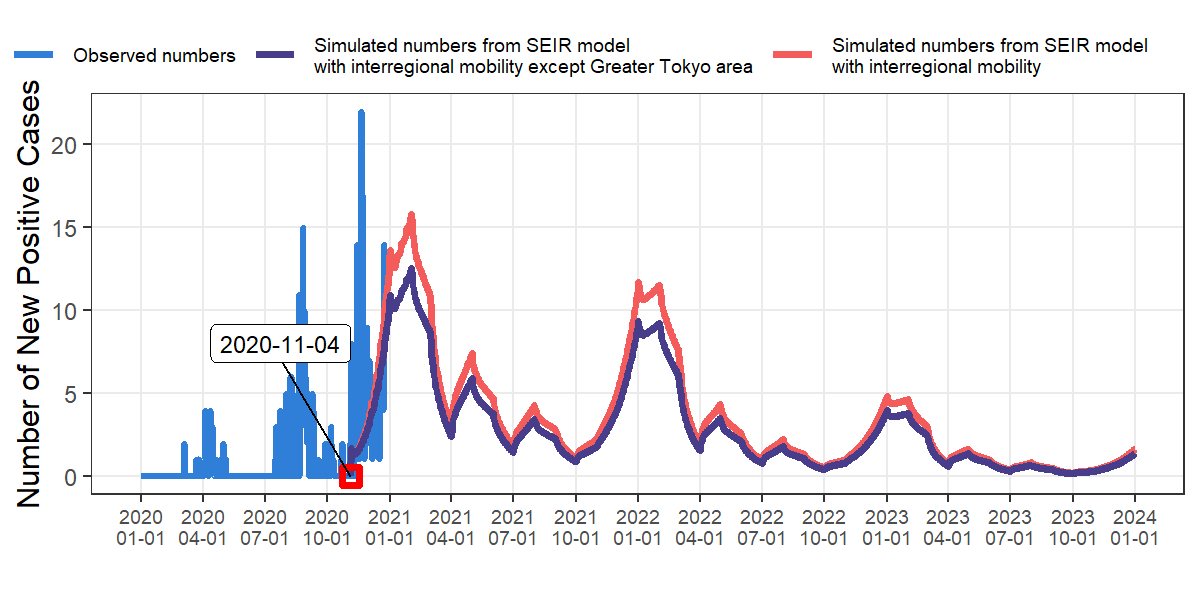 Observed numbers
Simulated numbers from SEIR model
with interregional mobility except Greater Tokyo area
Simulated numbers from SEIR model
with interregional mobility
Number of New Positive Cases
20
15
10
5
0
2020-11-04
2020 2020 2020 2020 2021 2021 2021 2021 2022 2022 2022 2022 2023 2023 2023 2023 2024
01-01 04-01 07-01 10-01 01-01 04-01 07-01 10-01 01-01 04-01 07-01 10-01 01-01 04-01 07-01 10-01 01-01